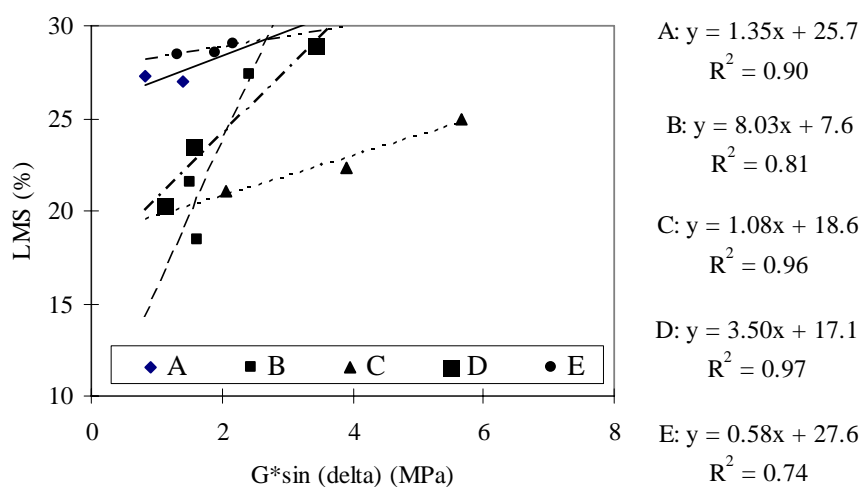 30
25
20
15
10
LMS (%)
A B C D E
0 2 4 6 8
G*sin (delta) (MPa)
A: y = 1.35x + 25.7
R² = 0.90
B: y = 8.03x + 7.6
R² = 0.81
C: y = 1.08x + 18.6
R² = 0.96
D: y = 3.50x + 17.1
R² = 0.97
E: y = 0.58x + 27.6
R² = 0.74